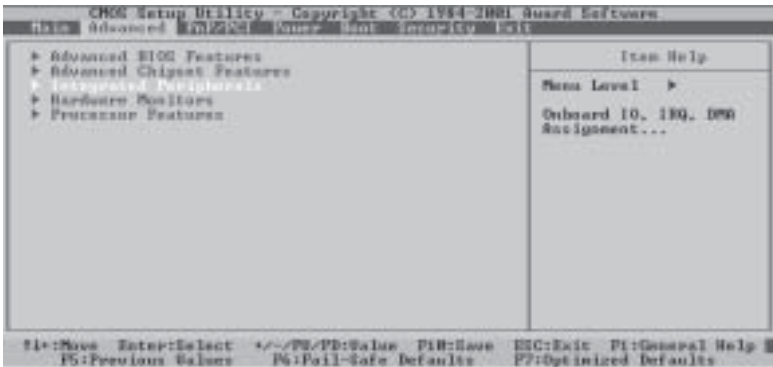 CMOS Setup Utility - Copyright (C) 1984-2001 Award Software
Main Advanced PnP/PCI Power Boot Security Exit
▶ Advanced BIOS Features
▶ Advanced Chipset Features
▶ Integrated Peripherals
▶ Hardware Monitors
▶ Processor Features
Item Help
Menu Level ▶
Onboard IO, IRQ, DMA
Assignment...
↑↓←→:Move Enter:Select +/-/PU/PD:Value F10:Save ESC:Exit F1:General Help
F5:Previous Values F6:Fail-Safe Defaults F7:Optimized Defaults